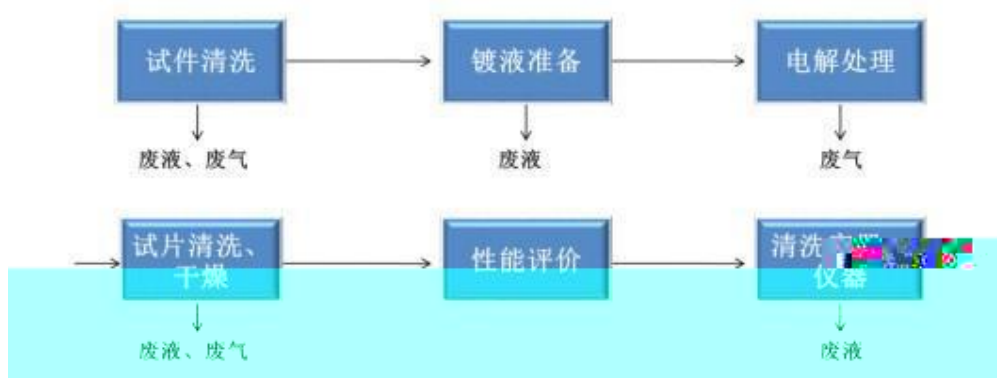 试件清洗
镀液准备
电解处理
废液、废气
废液
废气
试片清洗、
干燥
性能评价
清洗
仪器
废液、废气
废液